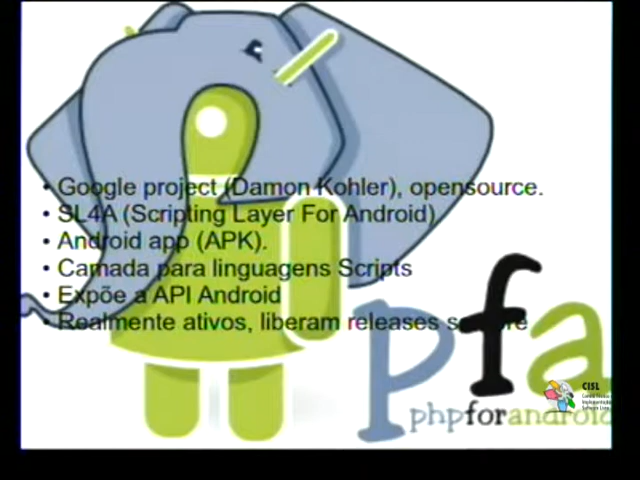 • Google project (Damon Kohler), opensource.
• SL4A (Scripting Layer For Android).
• Android app (APK).
• Camada para linguagens Scripts
• Expõe a API Android
• Realmente ativos, liberam releases sempre
pfa
phpforandroid
CISL